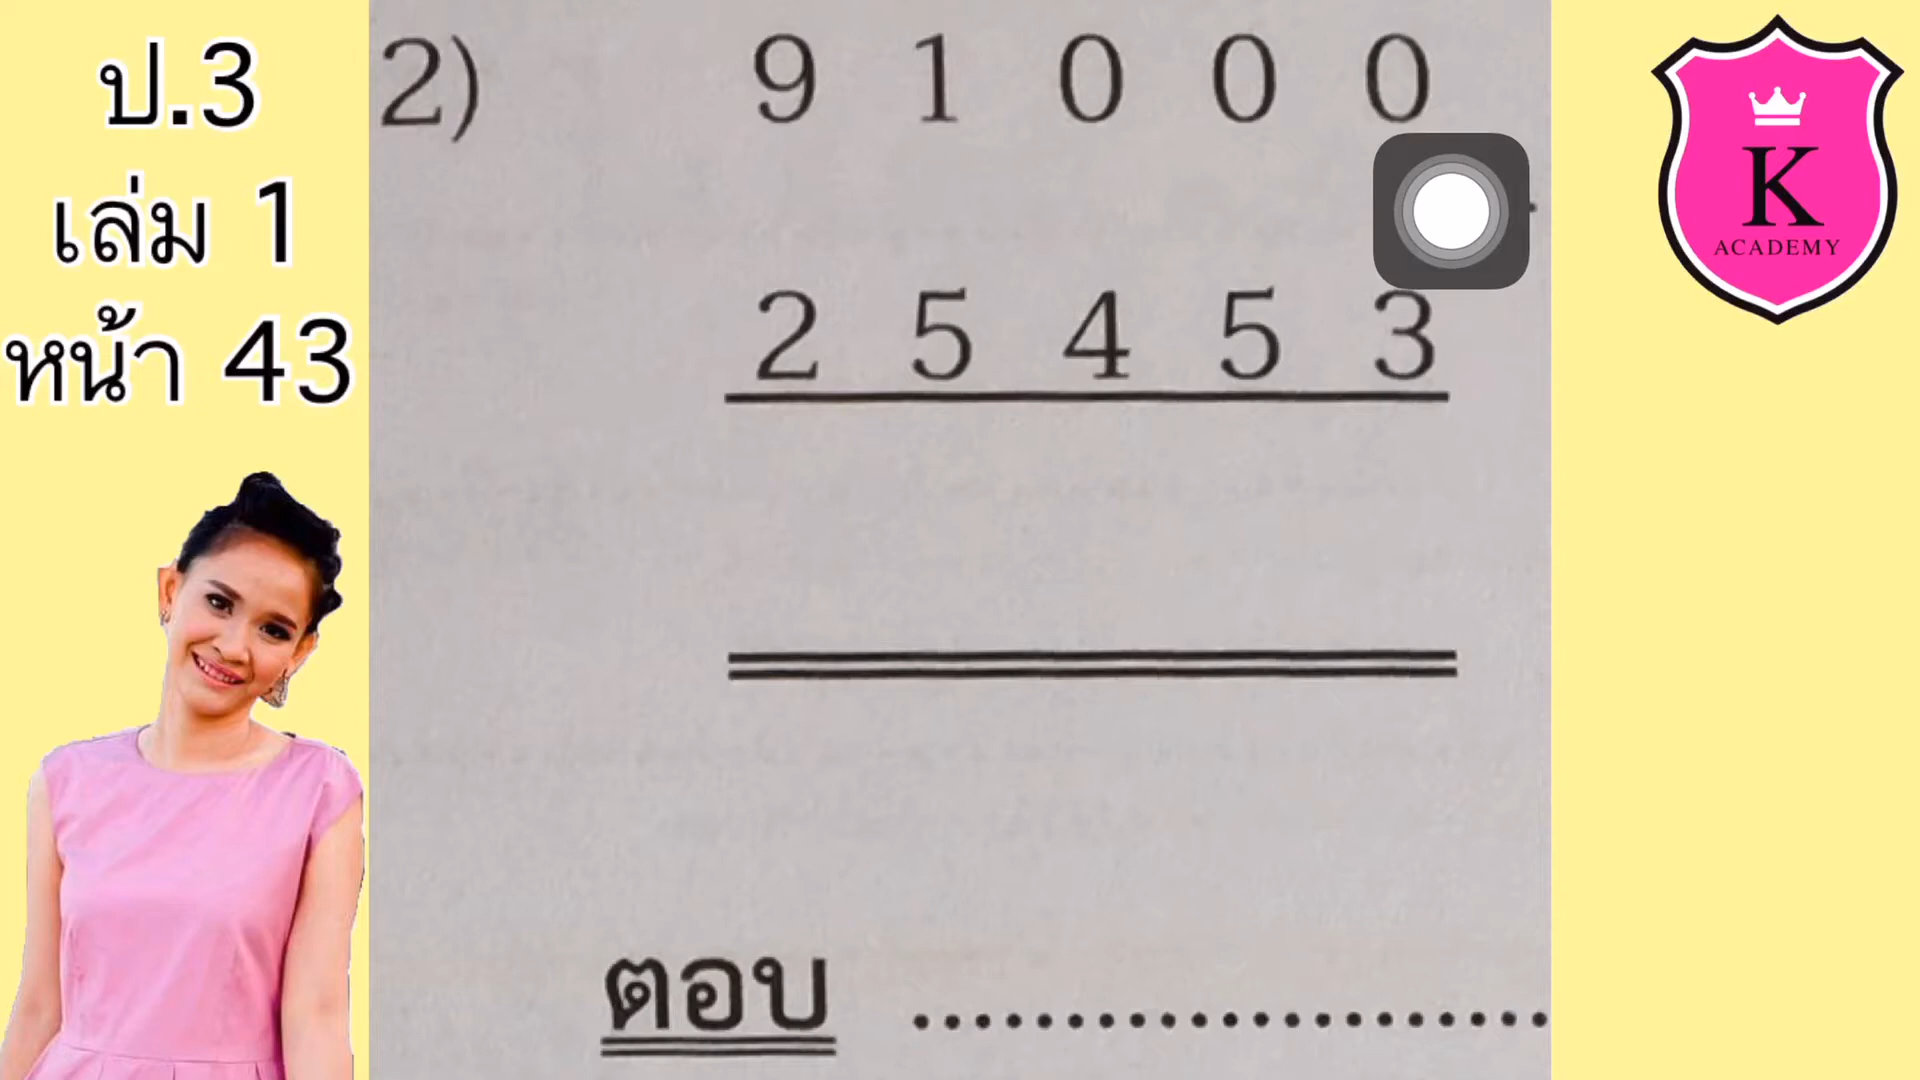 ป.3
เล่ม 1
หน้า 43
2) 9 1 0 0 0
2 5 4 5 3
ตอบ ........................
K
ACADEMY